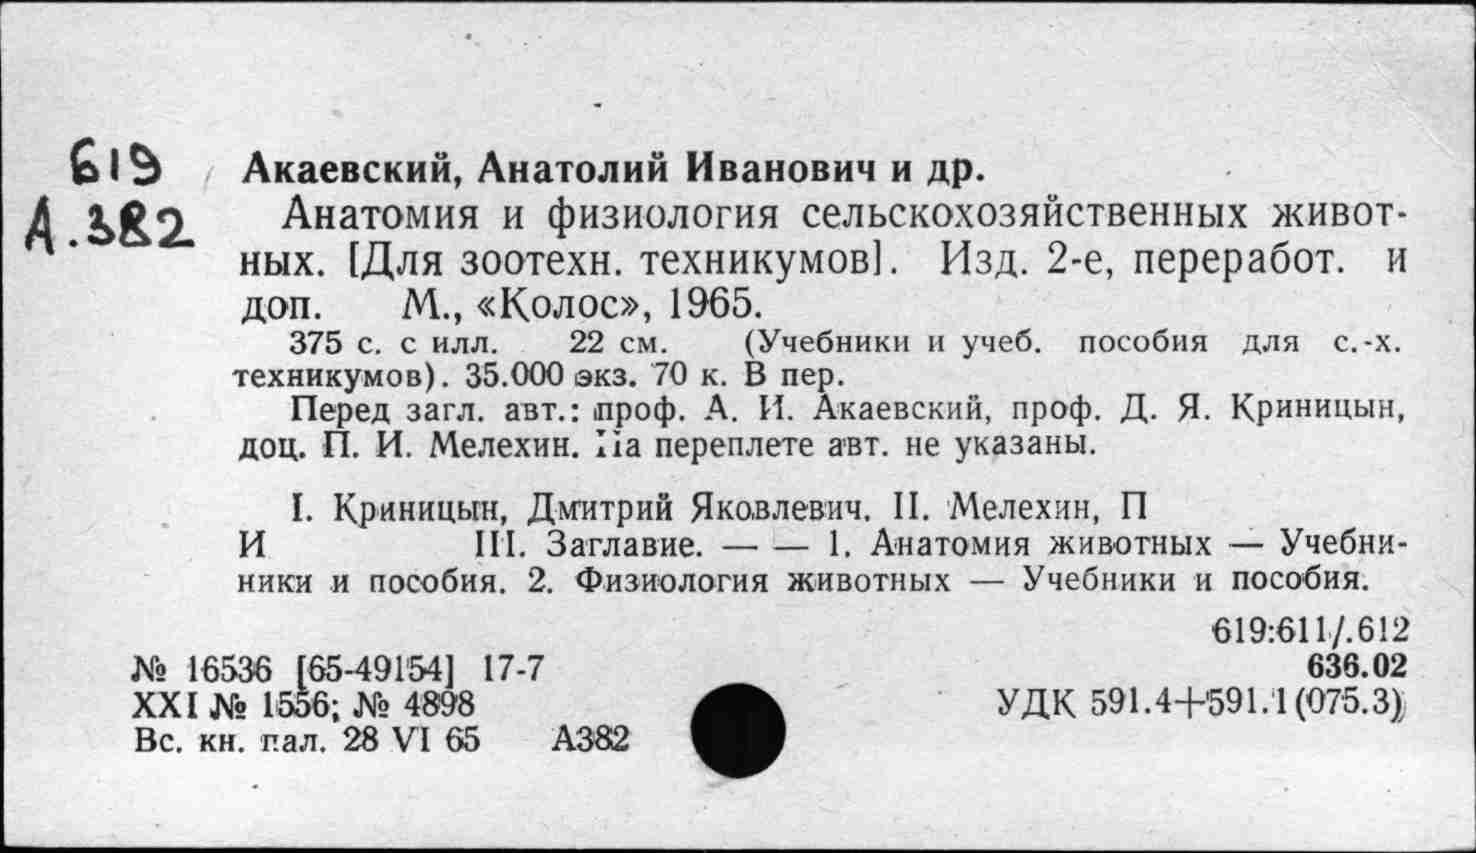 619 Акаевский, Анатолий Иванович и др.
А.382 Анатомия и физиология сельскохозяйственных живот-
ных. [Для зоотехн. техникумов]. Изд. 2-е, переработ. и
доп. М., «Колос», 1965.
375 с. с илл. 22 см. (Учебники и учеб. пособия для с.-х.
техникумов). 35.000 экз. 70 к. В пер.
Перед загл. авт.: проф. А. И. Акаевский, проф. Д. Я. Криницын,
доц. П. И. Мелехин. На переплете авт. не указаны.
I. Криницын, Дмитрий Яковлевич. II. Мелехин, П
И III. Заглавие. — — 1. Анатомия животных — Учебни-
ники и пособия. 2. Физиология животных — Учебники и пособия.
619:611/.612
№ 16536 [65-49154] 17-7 636.02
XXI № 1556; № 4898 УДК 591.4+591.1(075.3)
Вс. кн. пал. 28 VI 65 А382